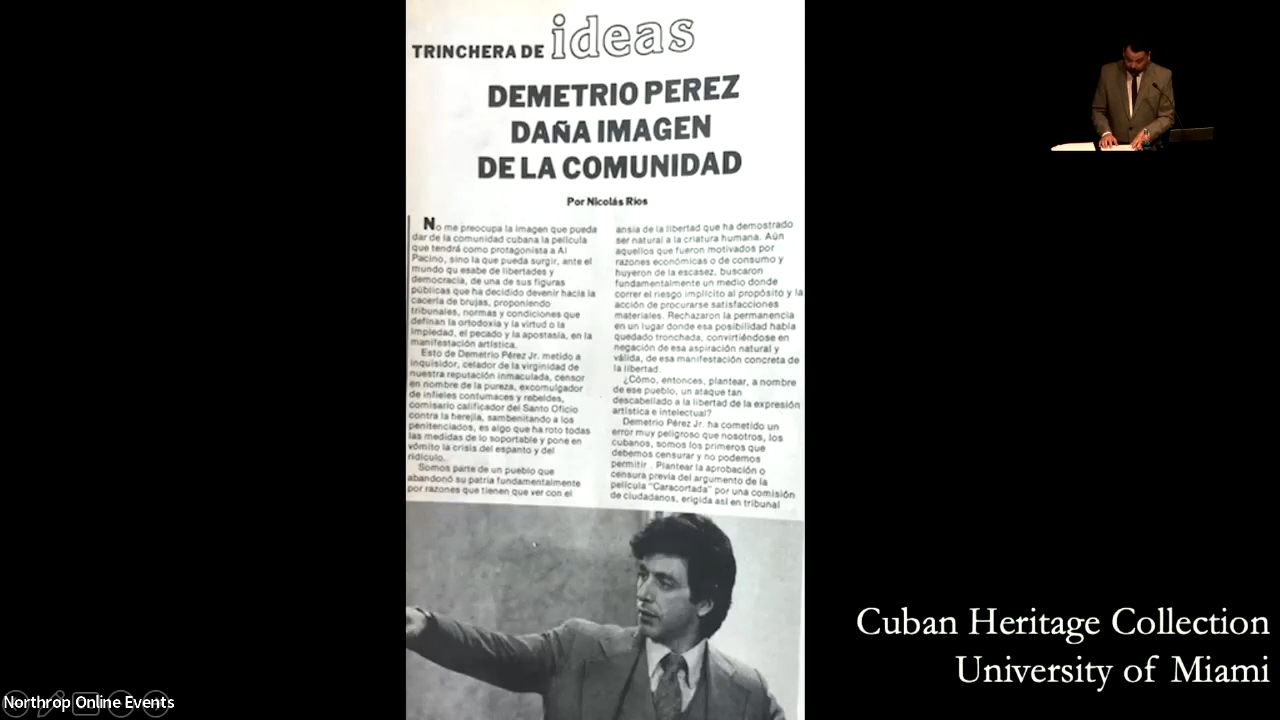 TRINCHERA DE ideas
DEMETRIO PEREZ
DAÑA IMAGEN
DE LA COMUNIDAD
Por Nicolás Ríos
No me preocupa la imagen que pueda
dar de la comunidad cubana la película
que tendrá como protagonista a Al
Pacino, sino la que pueda surgir, ante el
mundo qu esabe de libertades y
democracia, de una de sus figuras
públicas que ha decidido devenir hacia la
cacería de brujas, proponiendo
tribunales, normas y condiciones que
definan la ortodoxia y la virtud o la
impiedad, el pecado y la apostasía, en la
manifestación artística.
Esto de Demetrio Pérez Jr. metido a
inquisidor, celador de la virginidad de
nuestra reputación inmaculada, censor
en nombre de la pureza, excomulgador
de infieles contumaces y rebeldes,
comisario calificador del Santo Oficio
contra la herejía, sambenitando a los
penitenciados, es algo que ha roto todas
las medidas de lo soportable y pone en
vómito la crisis del espanto y del
ridículo.
Somos parte de un pueblo que
abandonó su patria fundamentalmente
por razones que tienen que ver con el
ansia de la libertad que ha demostrado
ser natural a la criatura humana. Aún
aquellos que fueron motivados por
razones económicas o de consumo y
huyeron de la escasez, buscaron
fundamentalmente un medio donde
correr el riesgo implícito al propósito y la
acción de procurarse satisfacciones
materiales. Rechazaron la permanencia
en un lugar donde esa posibilidad había
quedado tronchada, convirtiéndose en
negación de esa aspiración natural y
válida, de esa manifestación concreta de
la libertad.
¿Cómo, entonces, plantear, a nombre
de ese pueblo, un ataque tan
descabellado a la libertad de la expresión
artística e intelectual?
Demetrio Pérez Jr. ha cometido un
error muy peligroso que nosotros, los
cubanos, somos los primeros que
debemos censurar y no podemos
permitir . Plantear la aprobación o
censura previa del argumento de la
película "Caracortada" por una comisión
de ciudadanos, erigida así en tribunal
Cuban Heritage Collection
University of Miami
Northrop Online Events